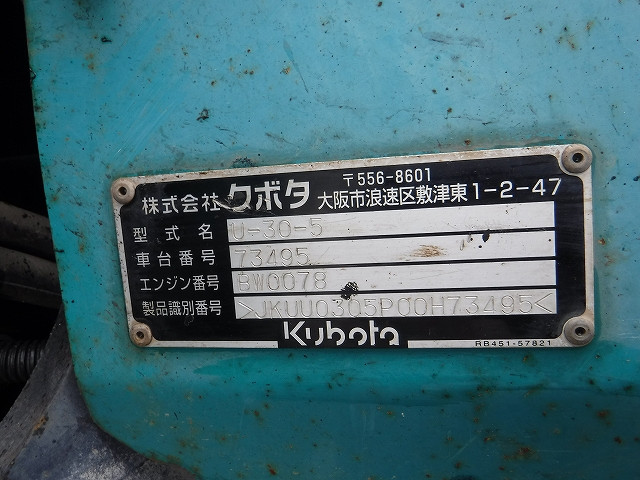 株式会社クボタ 〒556-8601
大阪市浪速区敷津東1-2-47
型式名 U-30-5
車台番号 73495
エンジン番号 BW0078
製品識別番号 >JKUU0305P00H73495<
Kubota
RB451-57821